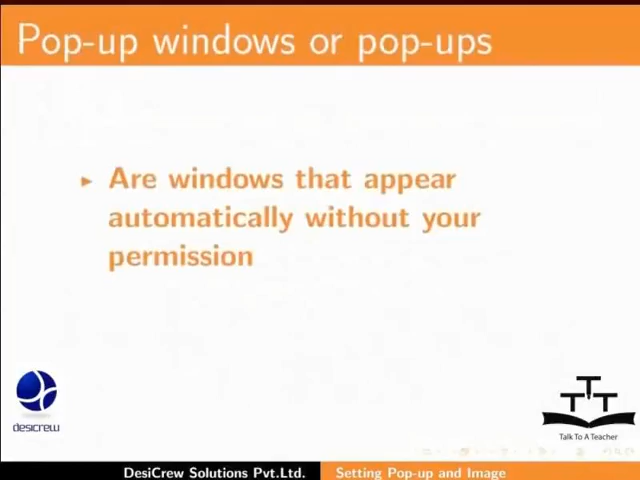 Pop-up windows or pop-ups
Are windows that appear
automatically without your
permission
desicrew
TTT
Talk To A Teacher
DesiCrew Solutions Pvt.Ltd.
Setting Pop-up and Image